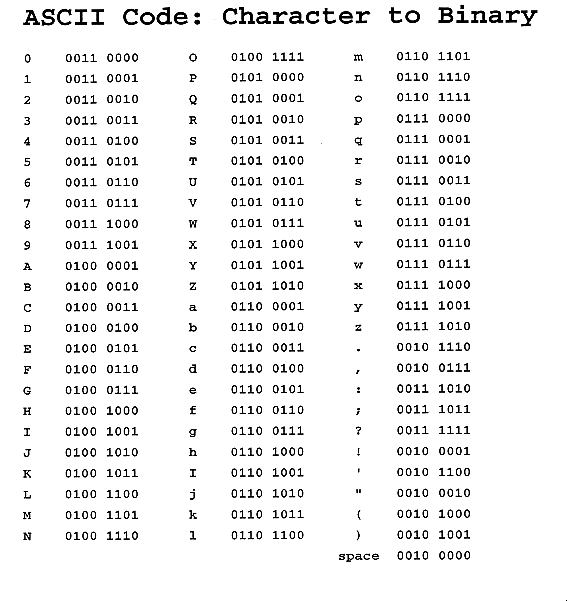 ASCII Code: Character to Binary
0 0011 0000 O 0100 1111 m 0110 1101
1 0011 0001 P 0101 0000 n 0110 1110
2 0011 0010 Q 0101 0001 o 0110 1111
3 0011 0011 R 0101 0010 p 0111 0000
4 0011 0100 S 0101 0011 q 0111 0001
5 0011 0101 T 0101 0100 r 0111 0010
6 0011 0110 U 0101 0101 s 0111 0011
7 0011 0111 V 0101 0110 t 0111 0100
8 0011 1000 W 0101 0111 u 0111 0101
9 0011 1001 X 0101 1000 v 0111 0110
A 0100 0001 Y 0101 1001 w 0111 0111
B 0100 0010 Z 0101 1010 x 0111 1000
C 0100 0011 a 0110 0001 y 0111 1001
D 0100 0100 b 0110 0010 z 0111 1010
E 0100 0101 c 0110 0011 . 0010 1110
F 0100 0110 d 0110 0100 , 0010 0111
G 0100 0111 e 0110 0101 : 0011 1010
H 0100 1000 f 0110 0110 ; 0011 1011
I 0100 1001 g 0110 0111 ? 0011 1111
J 0100 1010 h 0110 1000 ! 0010 0001
K 0100 1011 I 0110 1001 ' 0010 1100
L 0100 1100 j 0110 1010 " 0010 0010
M 0100 1101 k 0110 1011 ( 0010 1000
N 0100 1110 l 0110 1100 ) 0010 1001
space 0010 0000